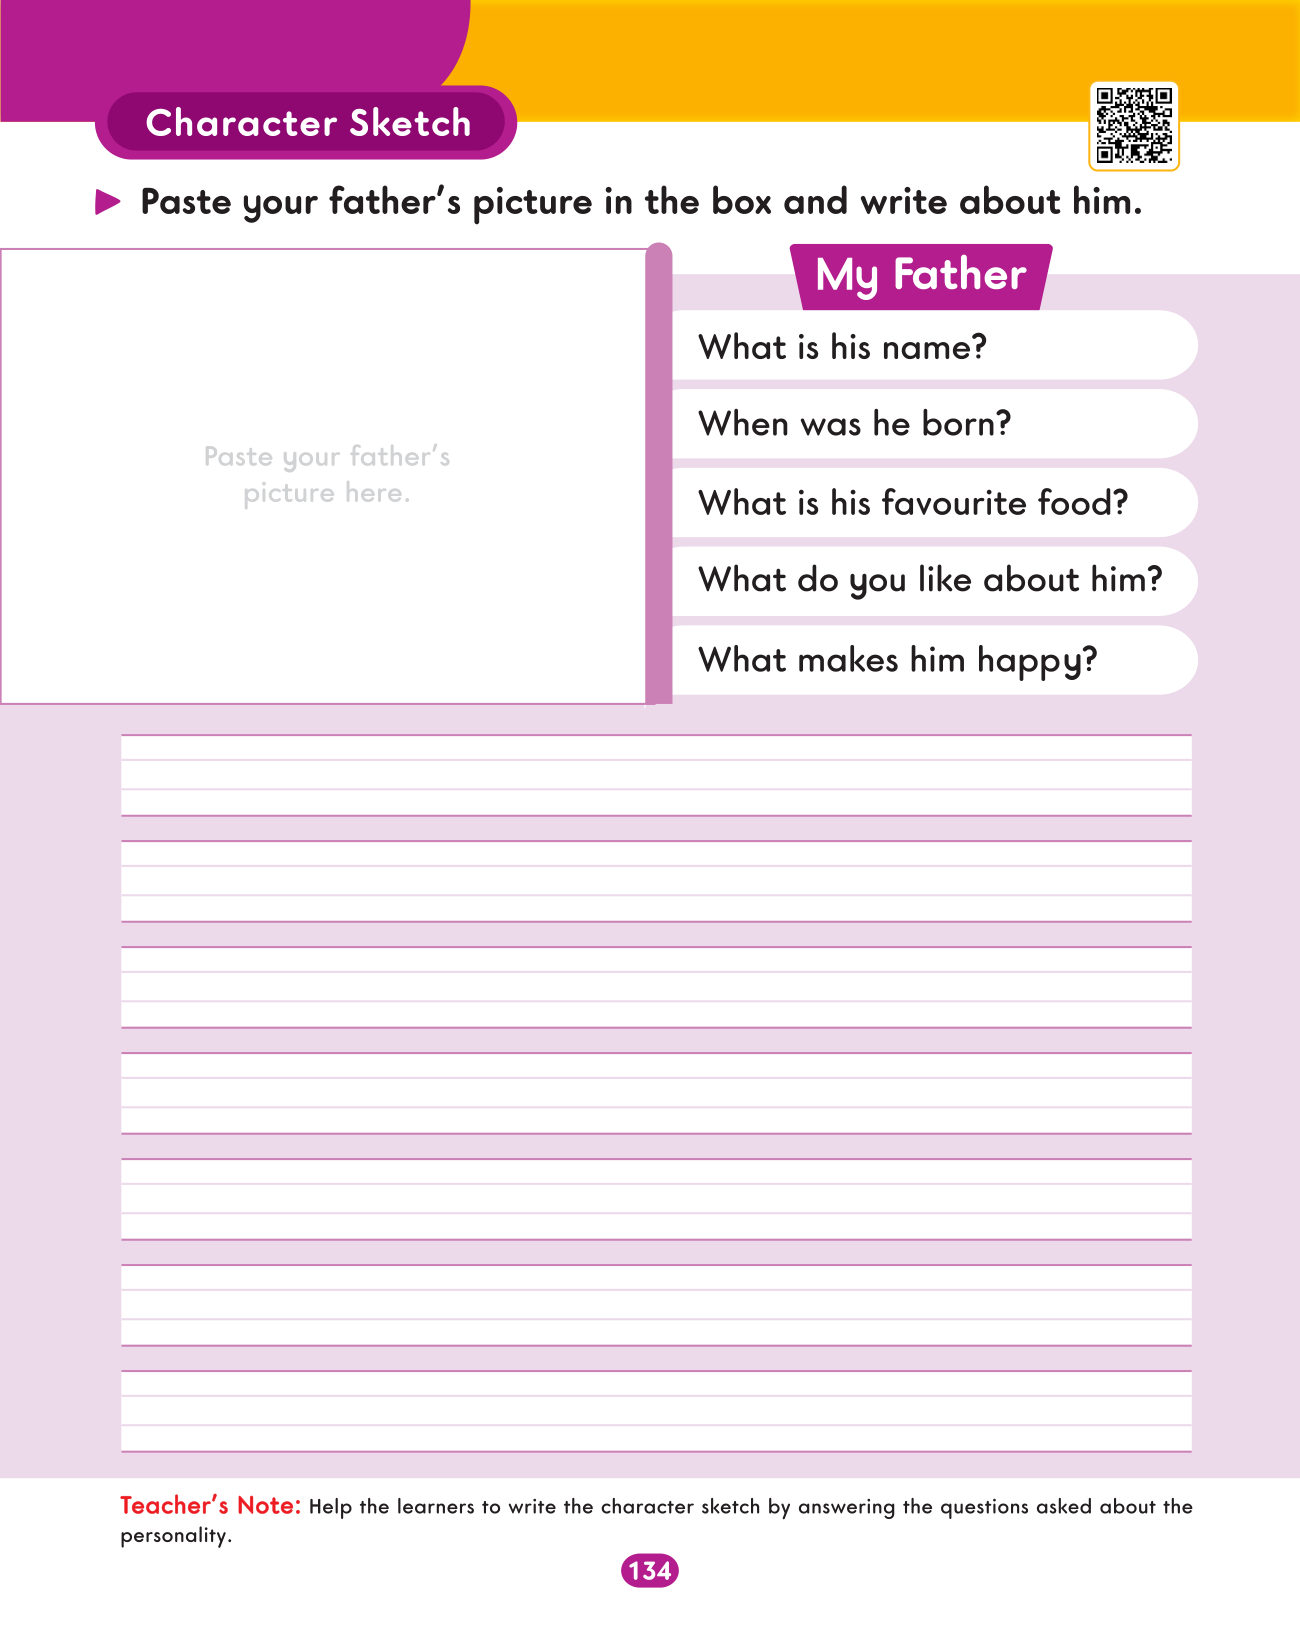 Character Sketch
Paste your father's picture in the box and write about him.
My Father
Paste your father's
picture here.
What is his name?
When was he born?
What is his favourite food?
What do you like about him?
What makes him happy?
Teacher's Note: Help the learners to write the character sketch by answering the questions asked about the
personality.
134